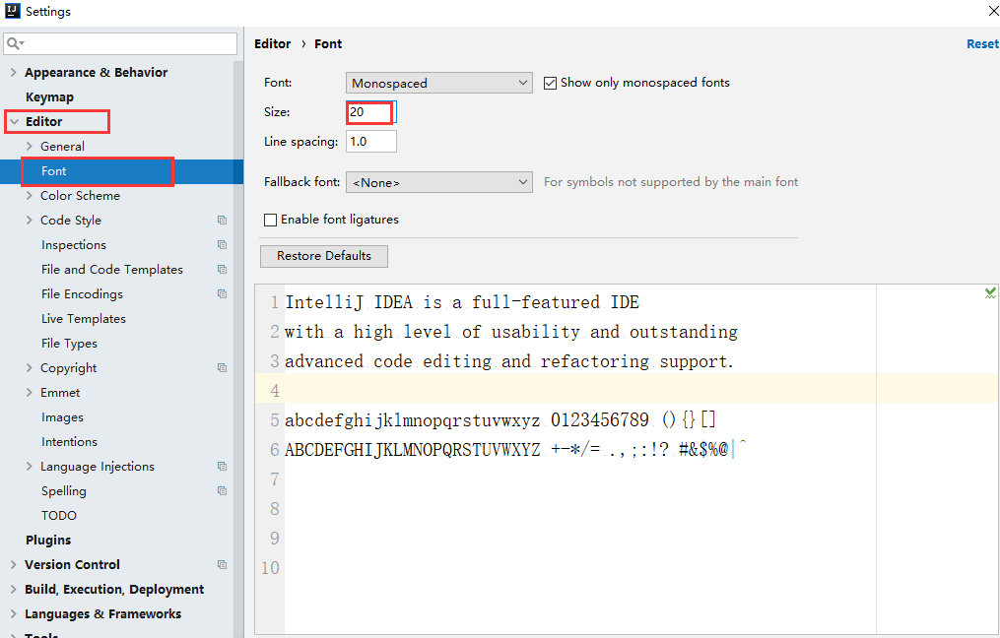 IJ Settings
Editor › Font
Reset
Appearance & Behavior
Keymap
Editor
General
Font
Color Scheme
Code Style
Inspections
File and Code Templates
File Encodings
Live Templates
File Types
Copyright
Emmet
Images
Intentions
Language Injections
Spelling
TODO
Plugins
Version Control
Build, Execution, Deployment
Languages & Frameworks
Tools
Font: Monospaced Show only monospaced fonts
Size: 20
Line spacing: 1.0
Fallback font: <None> For symbols not supported by the main font
Enable font ligatures
Restore Defaults
1 IntelliJ IDEA is a full-featured IDE
2 with a high level of usability and outstanding
3 advanced code editing and refactoring support.
4
5 abcdefghijklmnopqrstuvwxyz 0123456789 (){}[]
6 ABCDEFGHIJKLMNOPQRSTUVWXYZ +-*/= .,;:!? #&$%@|^
7
8
9
10